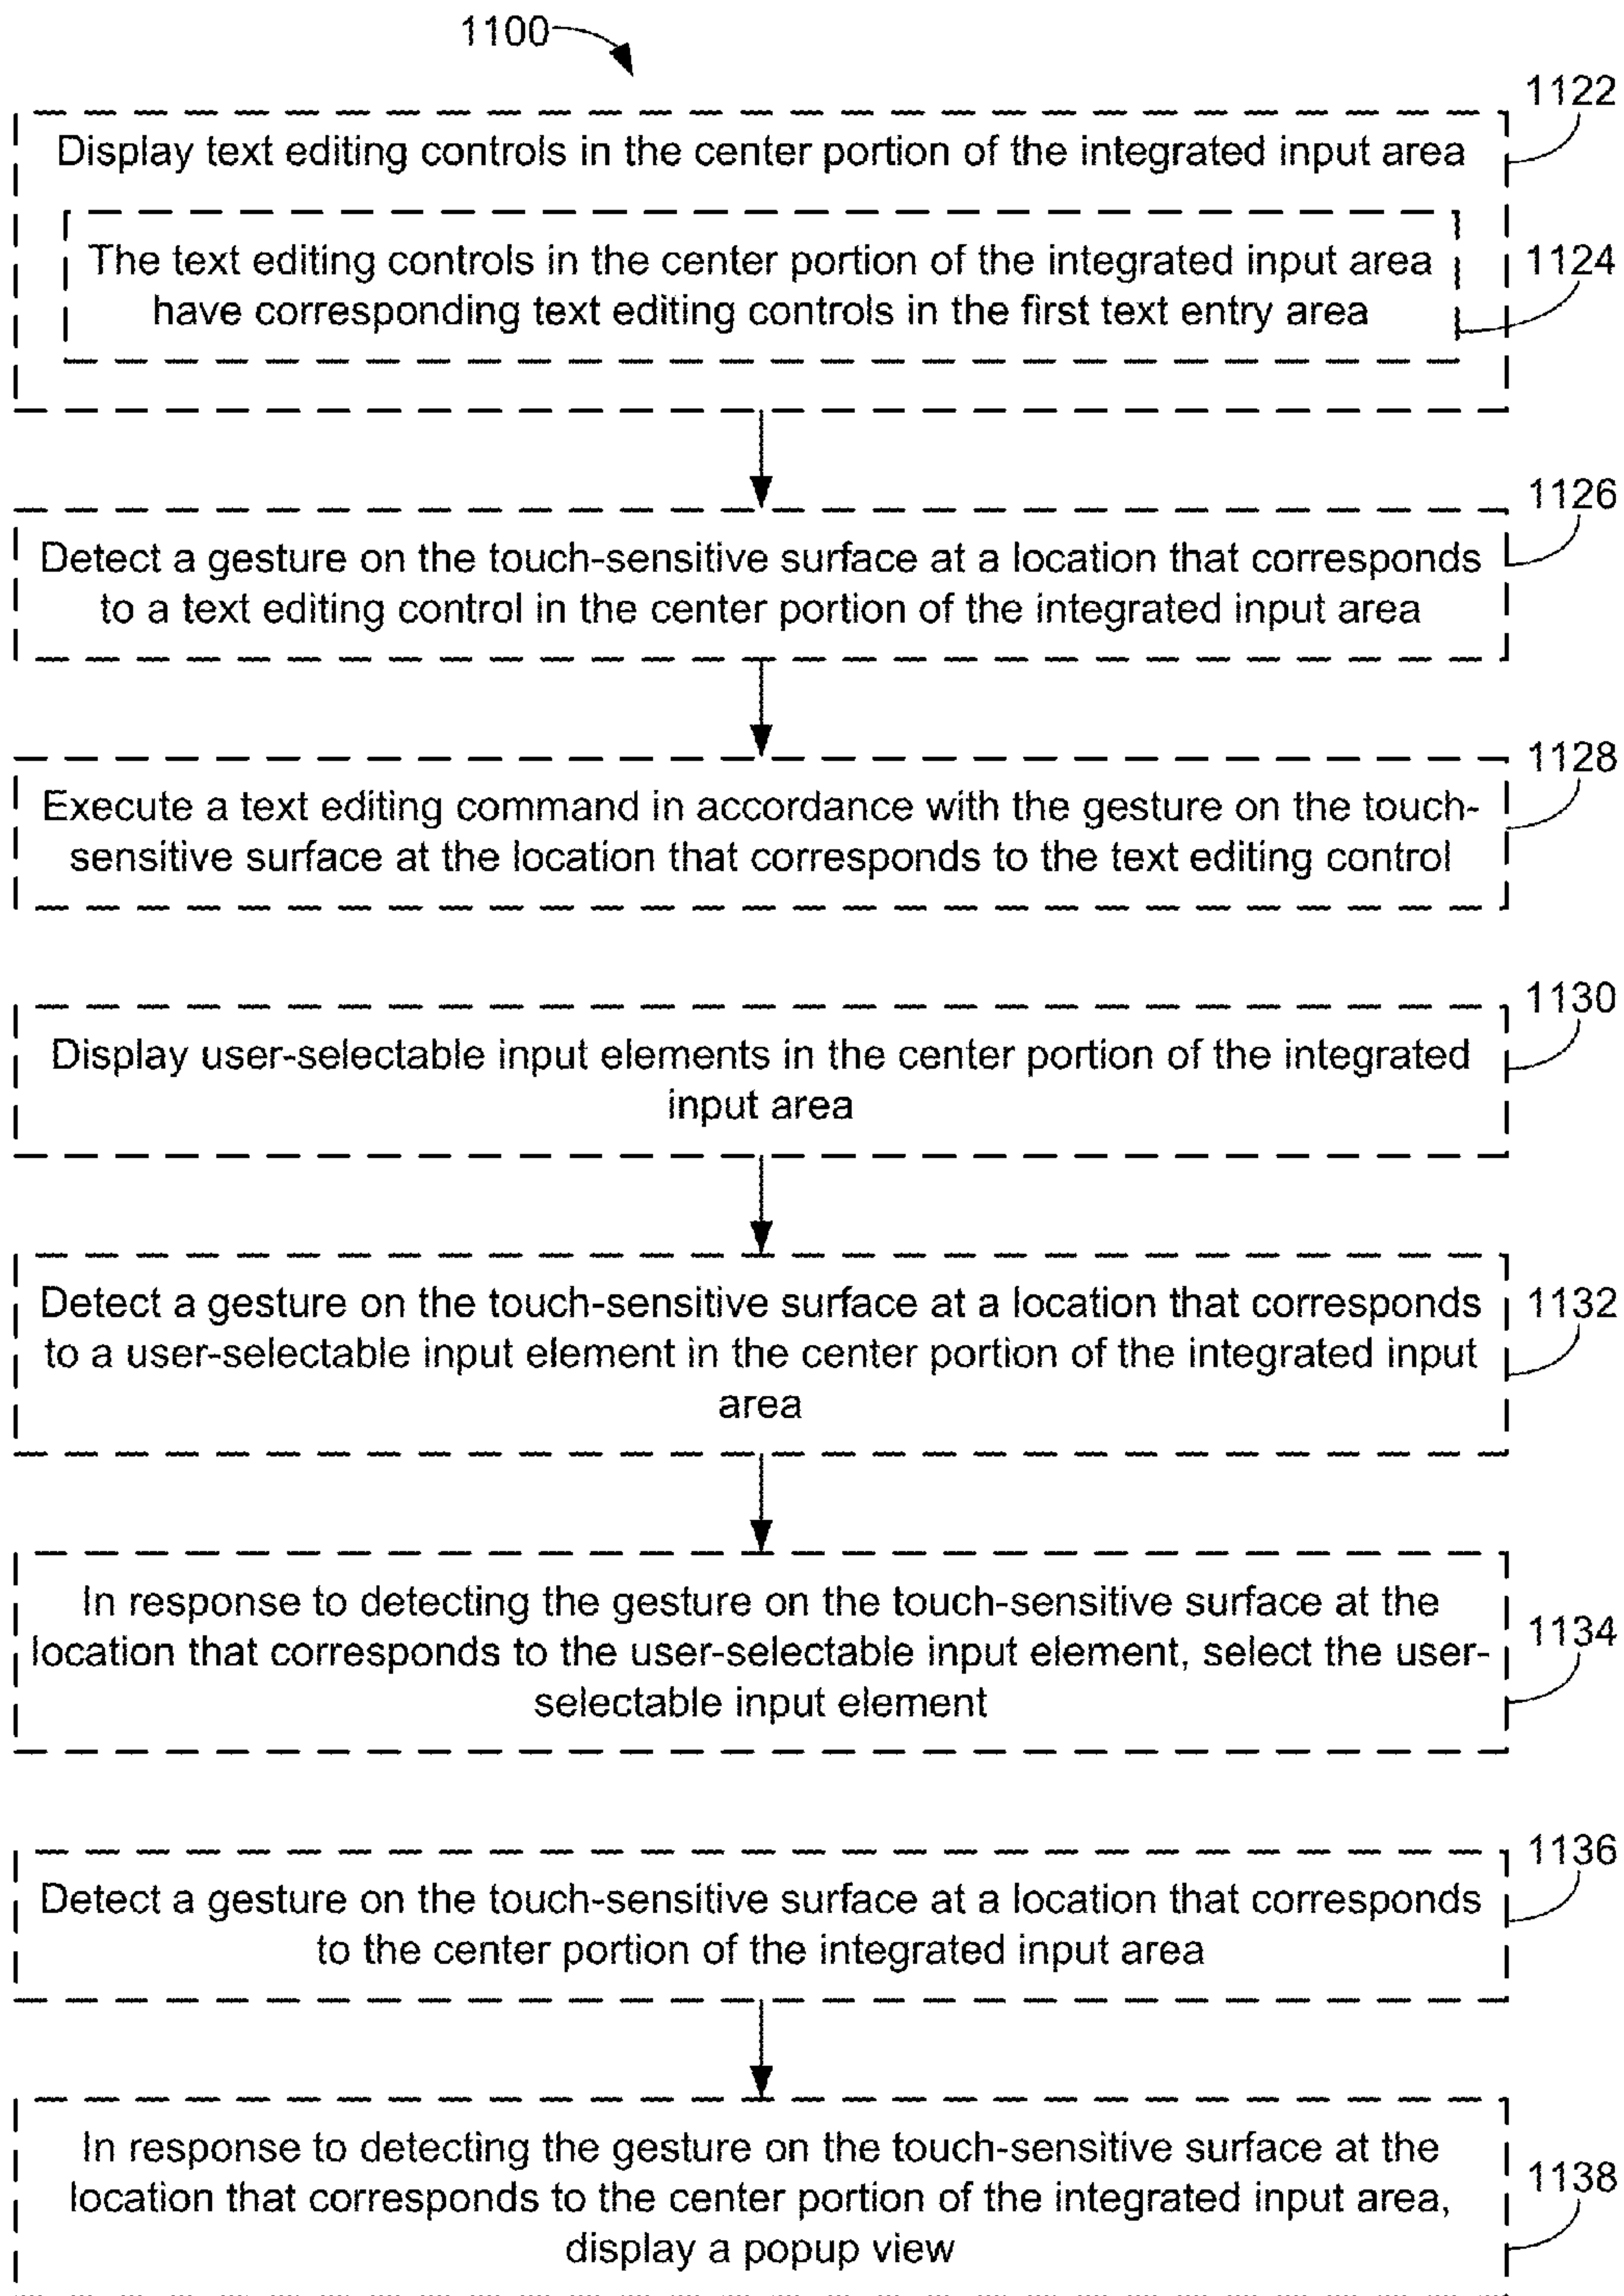 1100
1122
Display text editing controls in the center portion of the integrated input area
The text editing controls in the center portion of the integrated input area
have corresponding text editing controls in the first text entry area
1124
1126
Detect a gesture on the touch-sensitive surface at a location that corresponds
to a text editing control in the center portion of the integrated input area
1128
Execute a text editing command in accordance with the gesture on the touch-
sensitive surface at the location that corresponds to the text editing control
1130
Display user-selectable input elements in the center portion of the integrated
input area
Detect a gesture on the touch-sensitive surface at a location that corresponds
to a user-selectable input element in the center portion of the integrated input
area
1132
In response to detecting the gesture on the touch-sensitive surface at the
location that corresponds to the user-selectable input element, select the user-
selectable input element
1134
1136
Detect a gesture on the touch-sensitive surface at a location that corresponds
to the center portion of the integrated input area
In response to detecting the gesture on the touch-sensitive surface at the
location that corresponds to the center portion of the integrated input area,
display a popup view
1138